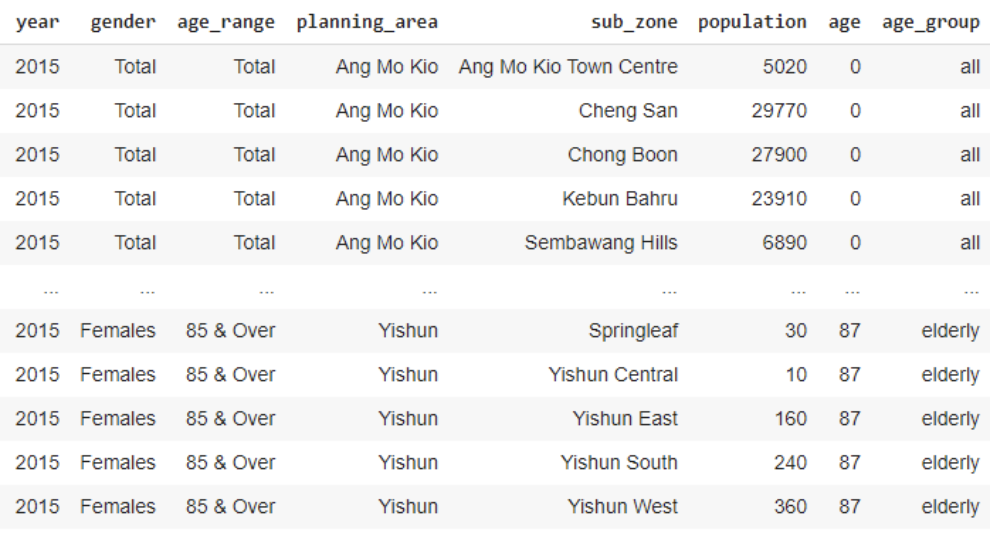 year gender age_range planning_area sub_zone population age age_group
2015 Total Total Ang Mo Kio Ang Mo Kio Town Centre 5020 0 all
2015 Total Total Ang Mo Kio Cheng San 29770 0 all
2015 Total Total Ang Mo Kio Chong Boon 27900 0 all
2015 Total Total Ang Mo Kio Kebun Bahru 23910 0 all
2015 Total Total Ang Mo Kio Sembawang Hills 6890 0 all
... ... ... ... ... ... ... ...
2015 Females 85 & Over Yishun Springleaf 30 87 elderly
2015 Females 85 & Over Yishun Yishun Central 10 87 elderly
2015 Females 85 & Over Yishun Yishun East 160 87 elderly
2015 Females 85 & Over Yishun Yishun South 240 87 elderly
2015 Females 85 & Over Yishun Yishun West 360 87 elderly